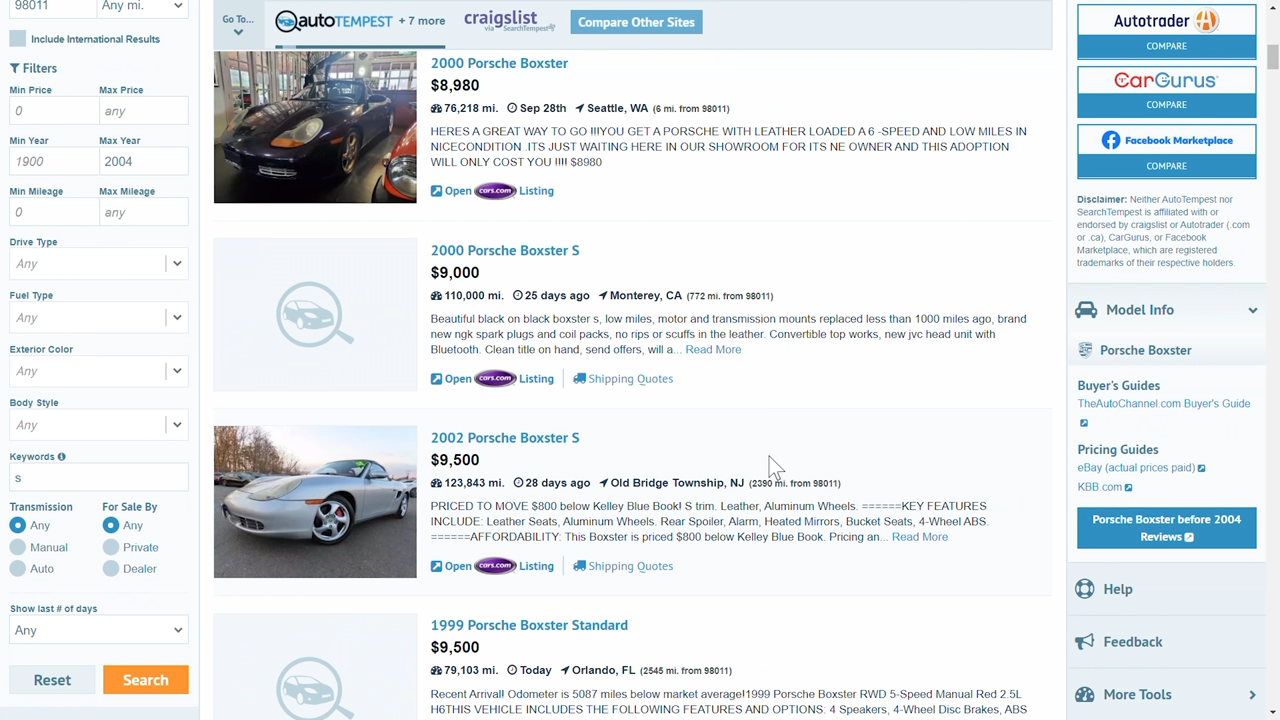 98011 Any mi.
Include International Results
Filters
Min Price Max Price
0 any
Min Year Max Year
1900 2004
Min Mileage Max Mileage
0 any
Drive Type
Any
Fuel Type
Any
Exterior Color
Any
Body Style
Any
Keywords
s
Transmission For Sale By
Any Any
Manual Private
Auto Dealer
Show last # of days
Any
Reset Search
Go To...
autoTEMPEST + 7 more
craigslist
via SearchTempest
Compare Other Sites
2000 Porsche Boxster
$8,980
76,218 mi. Sep 28th Seattle, WA (6 mi. from 98011)
HERES A GREAT WAY TO GO !!!YOU GET A PORSCHE WITH LEATHER LOADED A 6 -SPEED AND LOW MILES IN
NICECONDITION .ITS JUST WAITING HERE IN OUR SHOWROOM FOR ITS NE OWNER AND THIS ADOPTION
WILL ONLY COST YOU !!!! $8980
Open cars.com Listing
2000 Porsche Boxster S
$9,000
110,000 mi. 25 days ago Monterey, CA (772 mi. from 98011)
Beautiful black on black boxster s, low miles, motor and transmission mounts replaced less than 1000 miles ago, brand
new ngk spark plugs and coil packs, no rips or scuffs in the leather. Convertible top works, new jvc head unit with
Bluetooth. Clean title on hand, send offers, will a... Read More
Open cars.com Listing Shipping Quotes
2002 Porsche Boxster S
$9,500
123,843 mi. 28 days ago Old Bridge Township, NJ (2390 mi. from 98011)
PRICED TO MOVE $800 below Kelley Blue Book! S trim. Leather, Aluminum Wheels. ======KEY FEATURES
INCLUDE: Leather Seats, Aluminum Wheels. Rear Spoiler, Alarm, Heated Mirrors, Bucket Seats, 4-Wheel ABS.
======AFFORDABILITY: This Boxster is priced $800 below Kelley Blue Book. Pricing an... Read More
Open cars.com Listing Shipping Quotes
1999 Porsche Boxster Standard
$9,500
79,103 mi. Today Orlando, FL (2545 mi. from 98011)
Recent Arrival! Odometer is 5087 miles below market average!1999 Porsche Boxster RWD 5-Speed Manual Red 2.5L
H6THIS VEHICLE INCLUDES THE FOLLOWING FEATURES AND OPTIONS: 4 Speakers, 4-Wheel Disc Brakes, ABS
Autotrader
COMPARE
CarGurus
COMPARE
Facebook Marketplace
COMPARE
Disclaimer: Neither AutoTempest nor
SearchTempest is affiliated with or
endorsed by craigslist or Autotrader (.com
or .ca), CarGurus, or Facebook
Marketplace, which are registered
trademarks of their respective holders.
Model Info
Porsche Boxster
Buyer's Guides
TheAutoChannel.com Buyer's Guide
Pricing Guides
eBay (actual prices paid)
KBB.com
Porsche Boxster before 2004
Reviews
Help
Feedback
More Tools